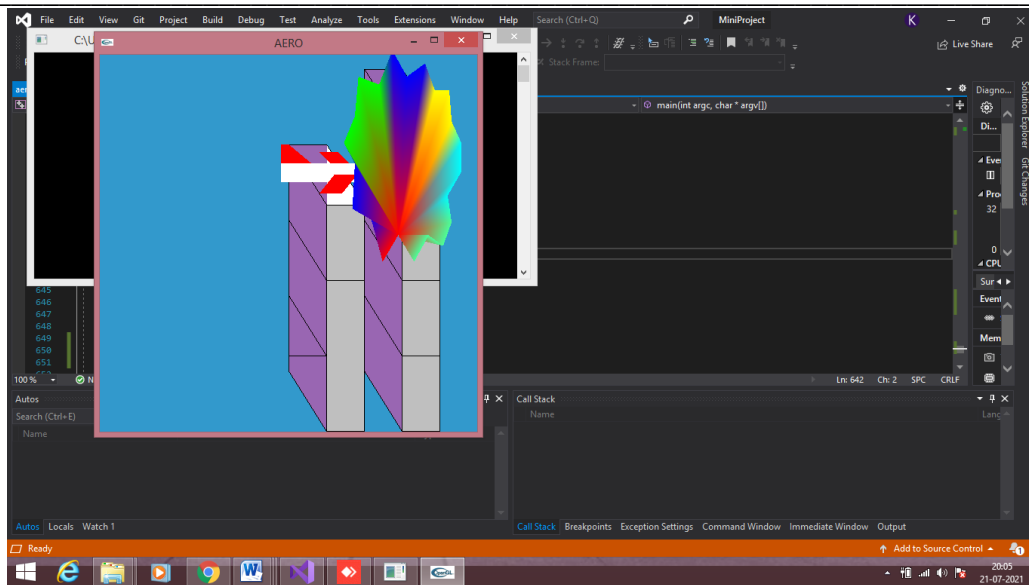 File Edit View Git Project Build Debug Test Analyze Tools Extensions Window Help Search (Ctrl+Q) MiniProject K
C:\U
AERO
Live Share
Stack Frame:
main(int argc, char * argv[])
Diagno...
Di...
Solution Explorer
Git Changes
Eve
Pro
32
0
CPU
Sur
Event
Mem
645
646
647
648
649
650
651
100 %
Ln: 642 Ch: 2 SPC CRLF
Autos
Search (Ctrl+E)
Name
Call Stack
Name
Lang
Autos Locals Watch 1
Call Stack Breakpoints Exception Settings Command Window Immediate Window Output
Ready
Add to Source Control
1
OpenGL
20:05
21-07-2021